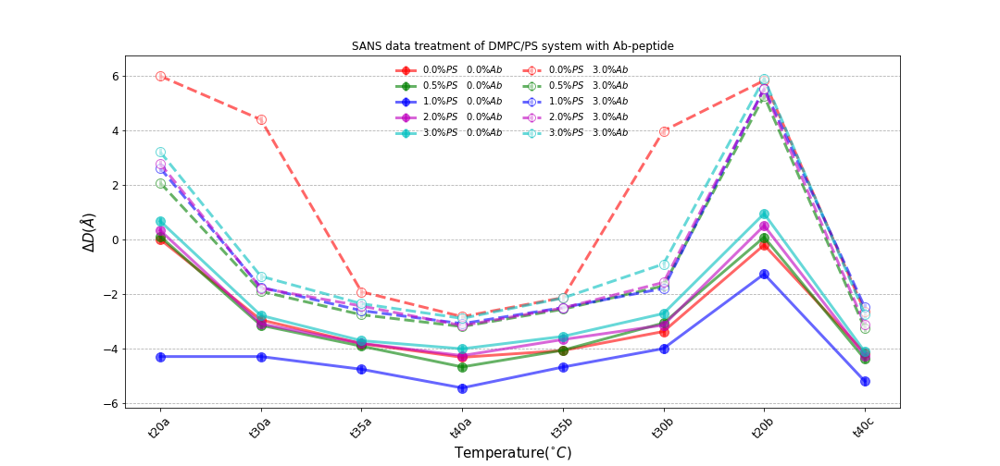 SANS data treatment of DMPC/PS system with Ab-peptide
0.0%PS 0.0%Ab 0.0%PS 3.0%Ab
0.5%PS 0.0%Ab 0.5%PS 3.0%Ab
1.0%PS 0.0%Ab 1.0%PS 3.0%Ab
2.0%PS 0.0%Ab 2.0%PS 3.0%Ab
3.0%PS 0.0%Ab 3.0%PS 3.0%Ab
6
4
2
0
−2
−4
−6
ΔD(Å)
t20a t30a t35a t40a t35b t30b t20b t40c
Temperature(°C)